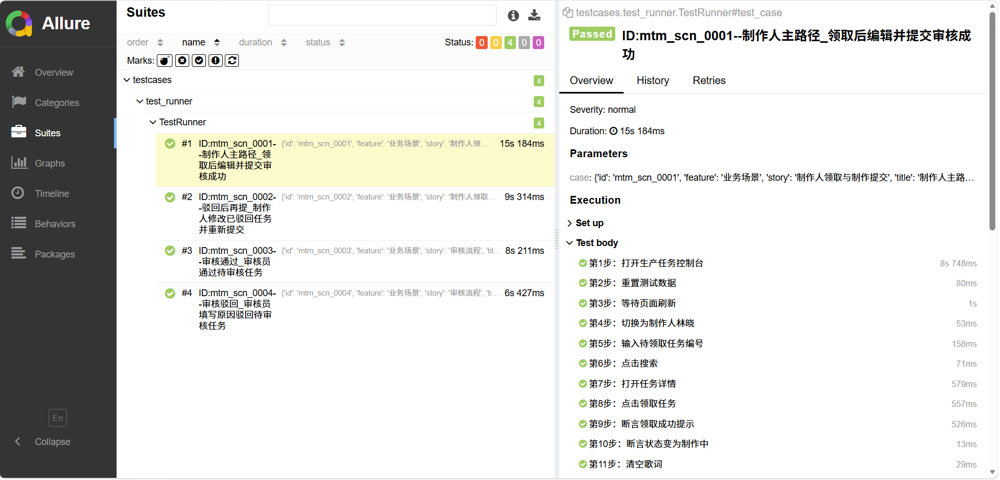 Allure
Overview
Categories
Suites
Graphs
Timeline
Behaviors
Packages
En
Collapse
Suites
order
name
duration
status
Status: 0 0 4 0 0
Marks:
testcases 4
test_runner 4
TestRunner 4
#1 ID:mtm_scn_0001- {'id': 'mtm_scn_0001', 'feature': '业务场景', 'story': '制作人领… 15s 184ms
-制作人主路径_领
取后编辑并提交审
核成功
#2 ID:mtm_scn_0002- {'id': 'mtm_scn_0002', 'feature': '业务场景', 'story': '制作人领取… 9s 314ms
-驳回后再提_制作
人修改已驳回任务
并重新提交
#3 ID:mtm_scn_0003- {'id': 'mtm_scn_0003', 'feature': '业务场景', 'story': '审核流程', 'tit… 8s 211ms
-审核通过_审核员
通过待审核任务
#4 ID:mtm_scn_0004- {'id': 'mtm_scn_0004', 'feature': '业务场景', 'story': '审核流程', 'ti… 6s 427ms
-审核驳回_审核员
填写原因驳回待审
核任务
testcases.test_runner.TestRunner#test_case
Passed ID:mtm_scn_0001--制作人主路径_领取后编辑并提交审核成
功
Overview History Retries
Severity: normal
Duration: 15s 184ms
Parameters
case: {'id': 'mtm_scn_0001', 'feature': '业务场景', 'story': '制作人领取与制作提交', 'title': '制作人主路…
Execution
Set up
Test body
第1步：打开生产任务控制台 8s 748ms
第2步：重置测试数据 80ms
第3步：等待页面刷新 1s
第4步：切换为制作人林晓 53ms
第5步：输入待领取任务编号 158ms
第6步：点击搜索 71ms
第7步：打开任务详情 579ms
第8步：点击领取任务 557ms
第9步：断言领取成功提示 526ms
第10步：断言状态变为制作中 13ms
第11步：清空歌词 29ms